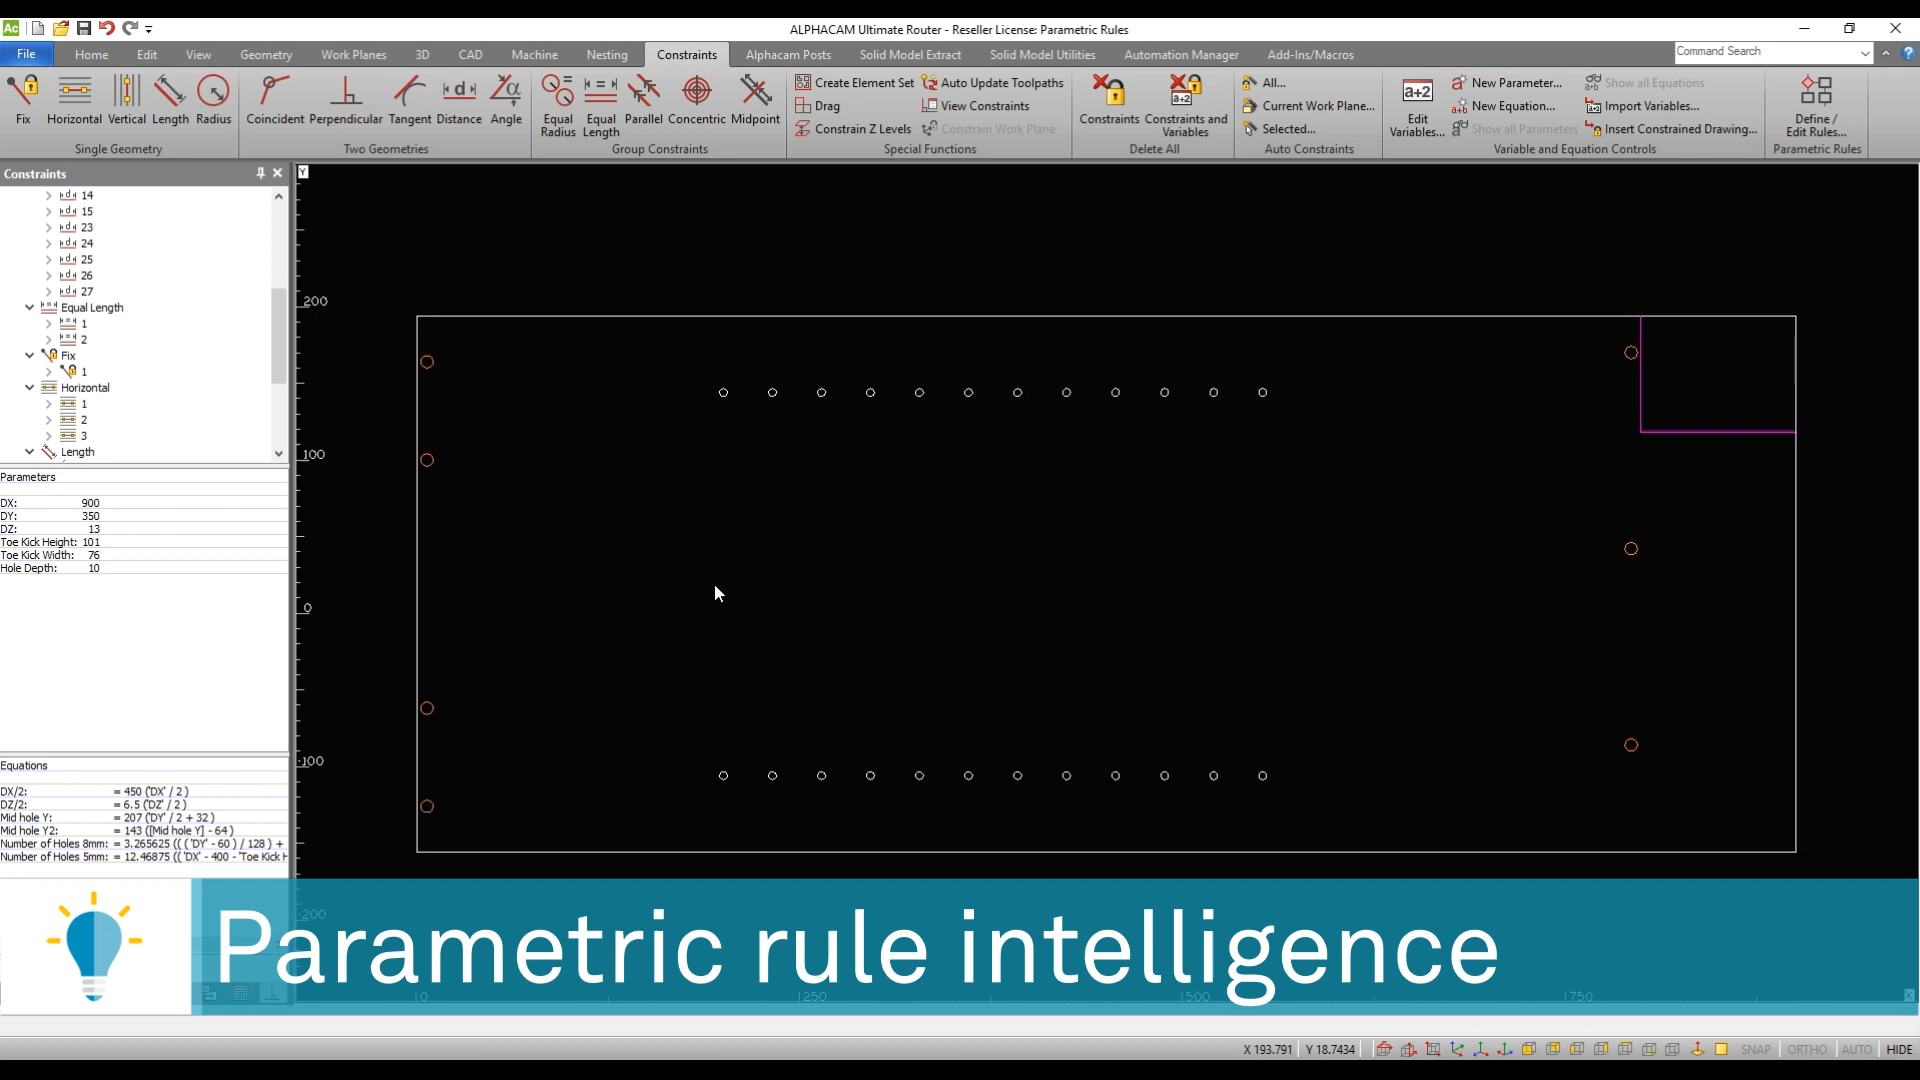 ALPHACAM Ultimate Router - Reseller License: Parametric Rules
File Home Edit View Geometry Work Planes 3D CAD Machine Nesting Constraints Alphacam Posts Solid Model Extract Solid Model Utilities Automation Manager Add-Ins/Macros Command Search
Fix Horizontal Vertical Length Radius
Single Geometry
Coincident Perpendicular Tangent Distance Angle
Two Geometries
Equal Radius Equal Length Parallel Concentric Midpoint
Group Constraints
Create Element Set Auto Update Toolpaths
Drag View Constraints
Constrain Z Levels Constrain Work Plane
Special Functions
Constraints Constraints and Variables
Delete All
All...
Current Work Plane...
Selected...
Auto Constraints
a+2 Edit Variables...
New Parameter... Show all Equations
New Equation... Import Variables...
Show all Parameters Insert Constrained Drawing...
Variable and Equation Controls
Define / Edit Rules...
Parametric Rules
Constraints
14
15
23
24
25
26
27
Equal Length
1
2
Fix
1
Horizontal
1
2
3
Length
Parameters
DX: 900
DY: 350
DZ: 13
Toe Kick Height: 101
Toe Kick Width: 76
Hole Depth: 10
Equations
DX/2: = 450 ('DX' / 2 )
DZ/2: = 6.5 ('DZ' / 2 )
Mid hole Y: = 207 ('DY' / 2 + 32 )
Mid hole Y2: = 143 ([Mid hole Y] - 64 )
Number of Holes 8mm: = 3.265625 (( ( 'DY' - 60 ) / 128 ) +
Number of Holes 5mm: = 12.46875 (( 'DX' - 400 - 'Toe Kick H
Y
200
100
0
-100
-200
0 250 500 750 X
Parametric rule intelligence
X 193.791 Y 18.7434 SNAP ORTHO AUTO HIDE